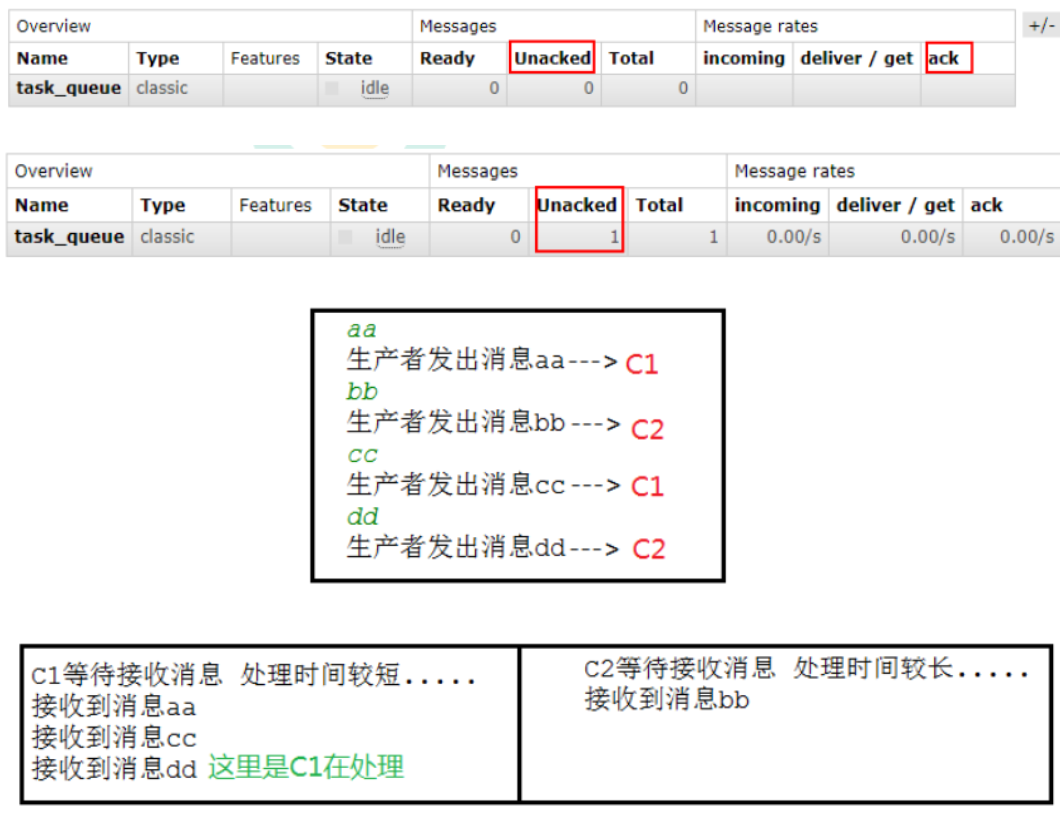 Overview Messages Message rates +/-
Name Type Features State Ready Unacked Total incoming deliver / get ack
task_queue classic idle 0 0 0
Overview Messages Message rates
Name Type Features State Ready Unacked Total incoming deliver / get ack
task_queue classic idle 0 1 1 0.00/s 0.00/s 0.00/s
aa
生产者发出消息aa---> C1
bb
生产者发出消息bb---> C2
cc
生产者发出消息cc---> C1
dd
生产者发出消息dd---> C2
C1等待接收消息 处理时间较短.....
接收到消息aa
接收到消息cc
接收到消息dd 这里是C1在处理
C2等待接收消息 处理时间较长.....
接收到消息bb